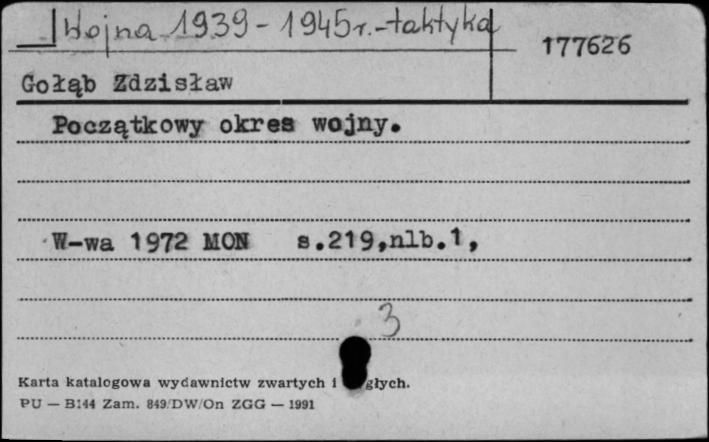 Wojna 1939-1945r.-taktyka
177626
Gołąb Zdzisław
Początkowy okres wojny.
W-wa 1972 MON s.219,nlb.1,
3
Karta katalogowa wydawnictw zwartych i głych.
PU — B144 Zam. 849/DW/On ZGG — 1991